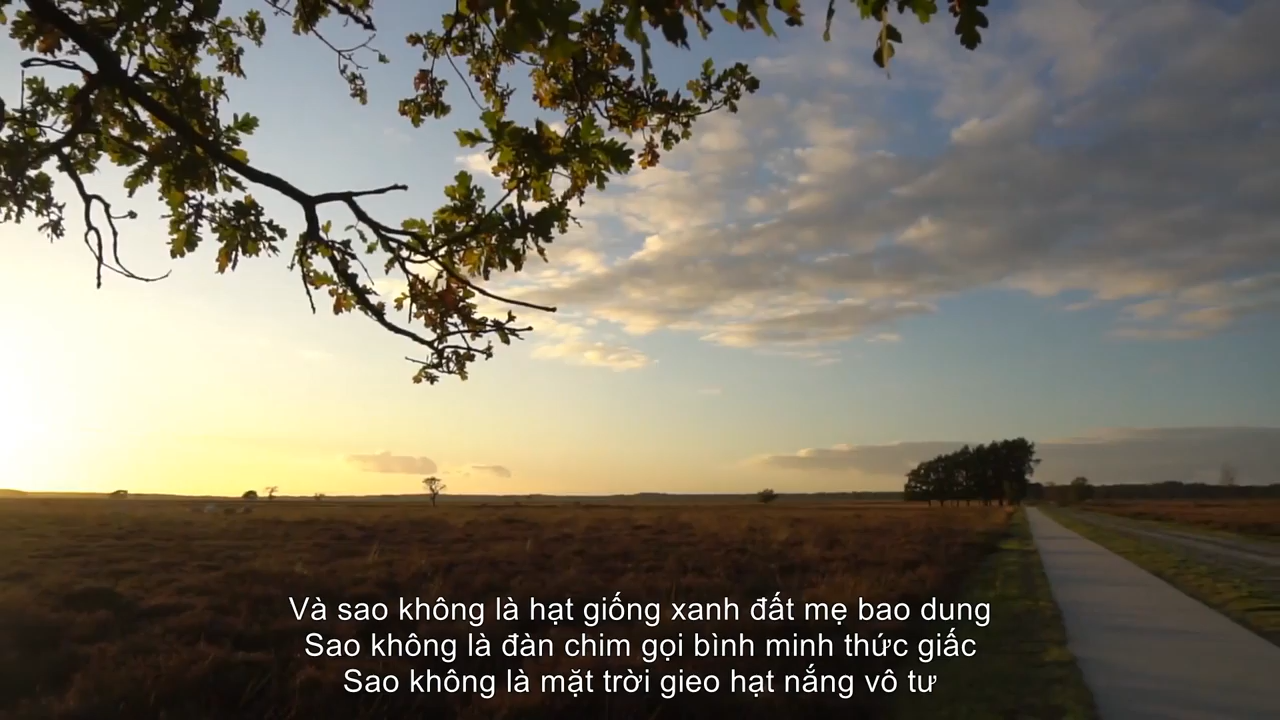 Và sao không là hạt giống xanh đất mẹ bao dung
Sao không là đàn chim gọi bình minh thức giấc
Sao không là mặt trời gieo hạt nắng vô tư